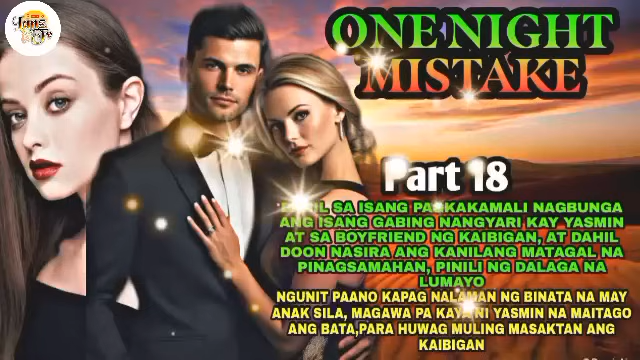 ONE NIGHT
MISTAKE
Part 18
SA ISANG PAGKAKAMALI NAGBUNGA
ANG ISANG GABING NANGYARI KAY YASMIN
AT SA BOYFRIEND NG KAIBIGAN, AT DAHIL
DOON NASIRA ANG KANILANG MATAGAL NA
PINAGSAMAHAN, PINILI NG DALAGA NA
LUMAYO
NGUNIT PAANO KAPAG NALAMAN NG BINATA NA MAY
ANAK SILA, MAGAWA PA KAYA NI YASMIN NA MAITAGO
ANG BATA,PARA HUWAG MULING MASAKTAN ANG
KAIBIGAN